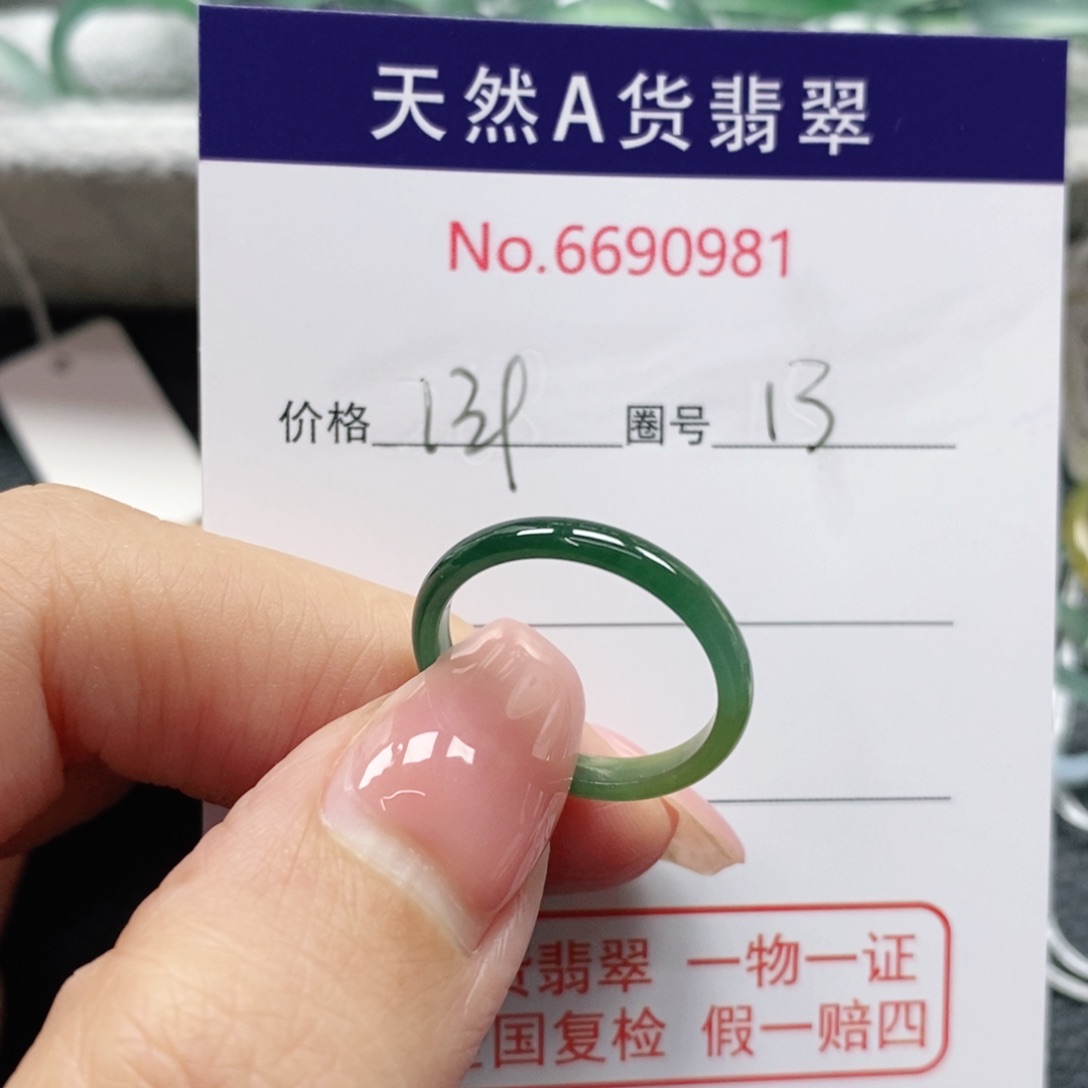 天然A货翡翠
No.6690981
价格 圈号 13
货翡翠 一物一证
国复检 假一赔四